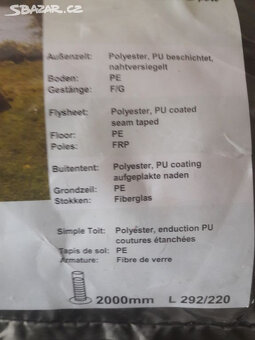 SBAZAR.cz
Außenzelt: Polyester, PU beschichtet,
nahtversiegelt
Boden: PE
Gestänge: F/G
Flysheet: Polyester, PU coated
seam taped
Floor: PE
Poles: FRP
Buitentent: Polyester, PU coating
aufgeplakte naden
Grondzeil: PE
Stokken: Fiberglas
Simple Toit: Polyéster, enduction PU
coutures étanchées
Tapis de sol: PE
Armature: Fibre de verre
2000mm L 292/220